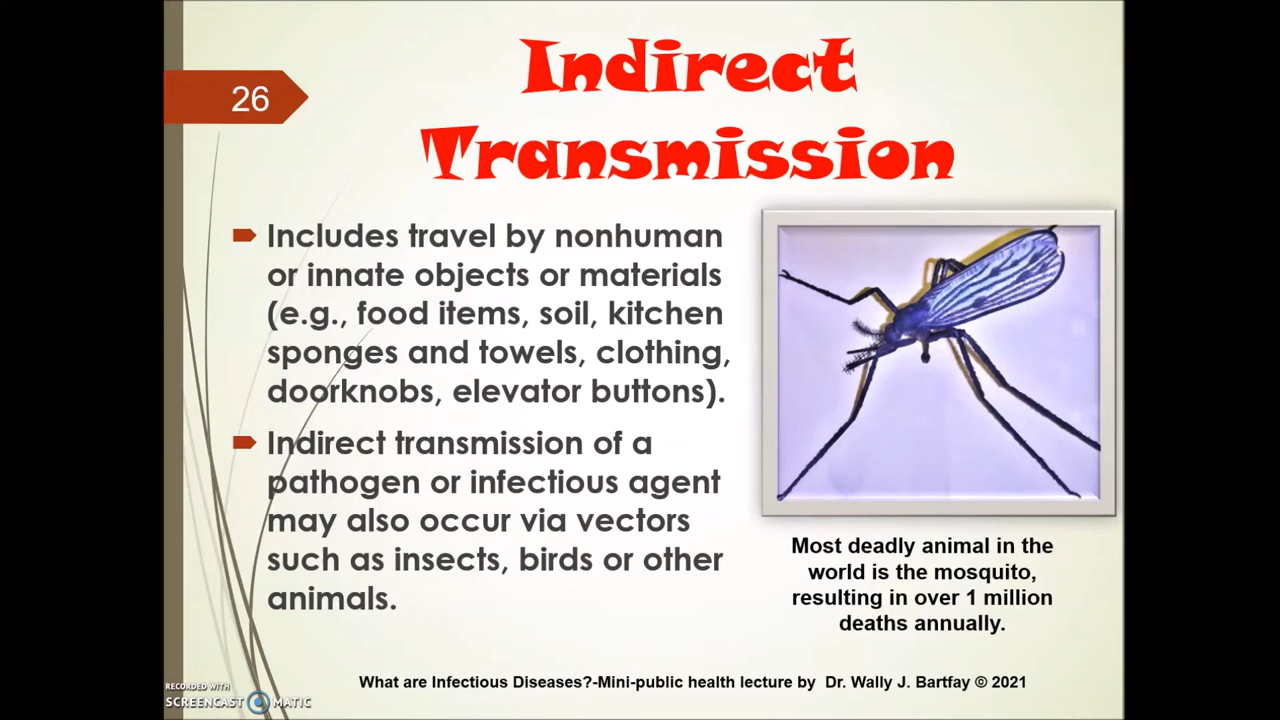 26
Indirect
Transmission
Includes travel by nonhuman
or innate objects or materials
(e.g., food items, soil, kitchen
sponges and towels, clothing,
doorknobs, elevator buttons).
Indirect transmission of a
pathogen or infectious agent
may also occur via vectors
such as insects, birds or other
animals.
Most deadly animal in the
world is the mosquito,
resulting in over 1 million
deaths annually.
What are Infectious Diseases?-Mini-public health lecture by Dr. Wally J. Bartfay © 2021
RECORDED WITH
SCREENCAST MATIC